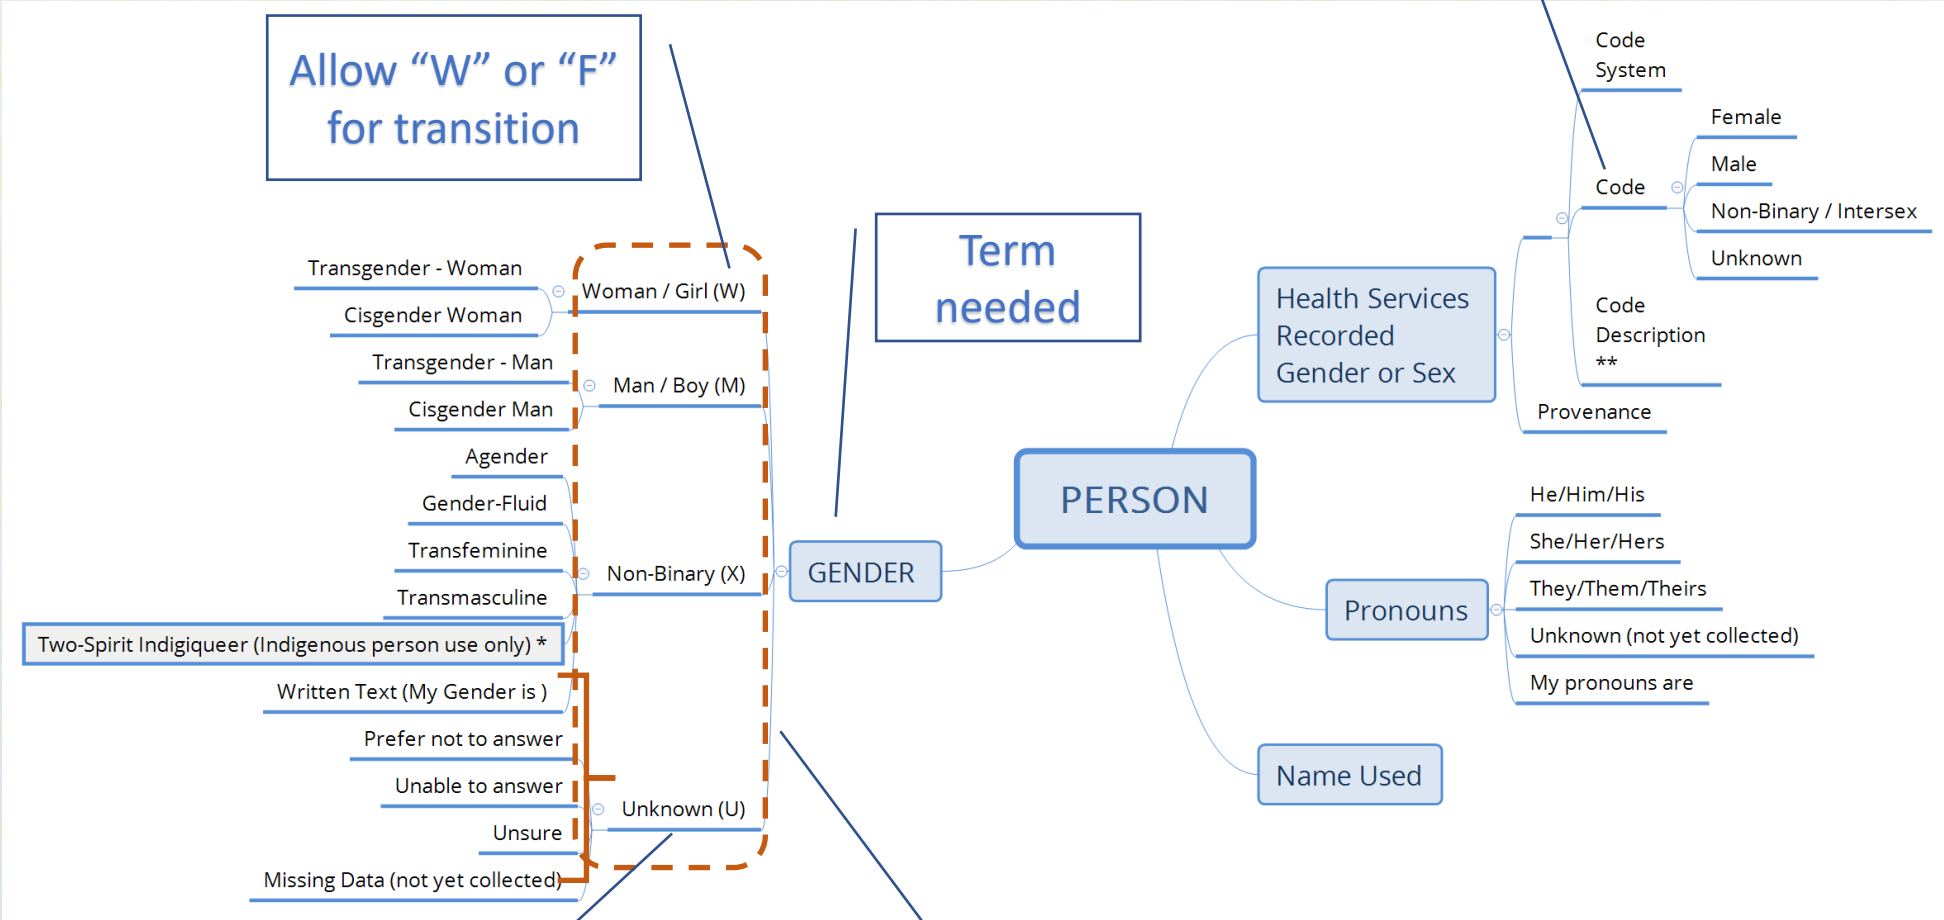 Allow “W” or “F”
for transition
Term
needed
Transgender - Woman
Cisgender Woman
Woman / Girl (W)
Transgender - Man
Cisgender Man
Man / Boy (M)
Agender
Gender-Fluid
Transfeminine
Transmasculine
Two-Spirit Indigiqueer (Indigenous person use only) *
Written Text (My Gender is )
Non-Binary (X)
Prefer not to answer
Unable to answer
Unsure
Missing Data (not yet collected)
Unknown (U)
GENDER
PERSON
Health Services
Recorded
Gender or Sex
Code
System
Code
Female
Male
Non-Binary / Intersex
Unknown
Code
Description
**
Provenance
Pronouns
He/Him/His
She/Her/Hers
They/Them/Theirs
Unknown (not yet collected)
My pronouns are
Name Used